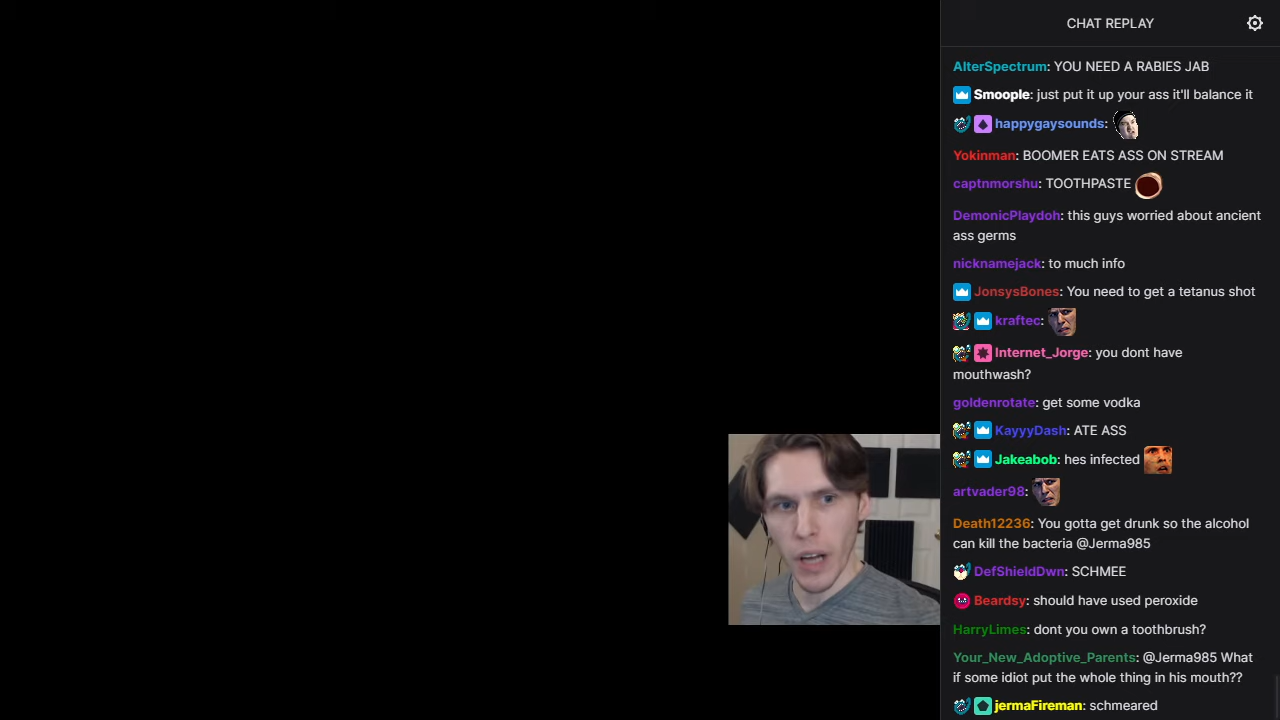 CHAT REPLAY
AlterSpectrum: YOU NEED A RABIES JAB
Smoople: just put it up your ass it'll balance it
happygaysounds:
Yokinman: BOOMER EATS ASS ON STREAM
captnmorshu: TOOTHPASTE
DemonicPlaydoh: this guys worried about ancient
ass germs
nicknamejack: to much info
JonsysBones: You need to get a tetanus shot
kraftec:
Internet_Jorge: you dont have
mouthwash?
goldenrotate: get some vodka
KayyyDash: ATE ASS
Jakeabob: hes infected
artvader98:
Death12236: You gotta get drunk so the alcohol
can kill the bacteria @Jerma985
DefShieldDwn: SCHMEE
Beardsy: should have used peroxide
HarryLimes: dont you own a toothbrush?
Your_New_Adoptive_Parents: @Jerma985 What
if some idiot put the whole thing in his mouth??
jermaFireman: schmeared